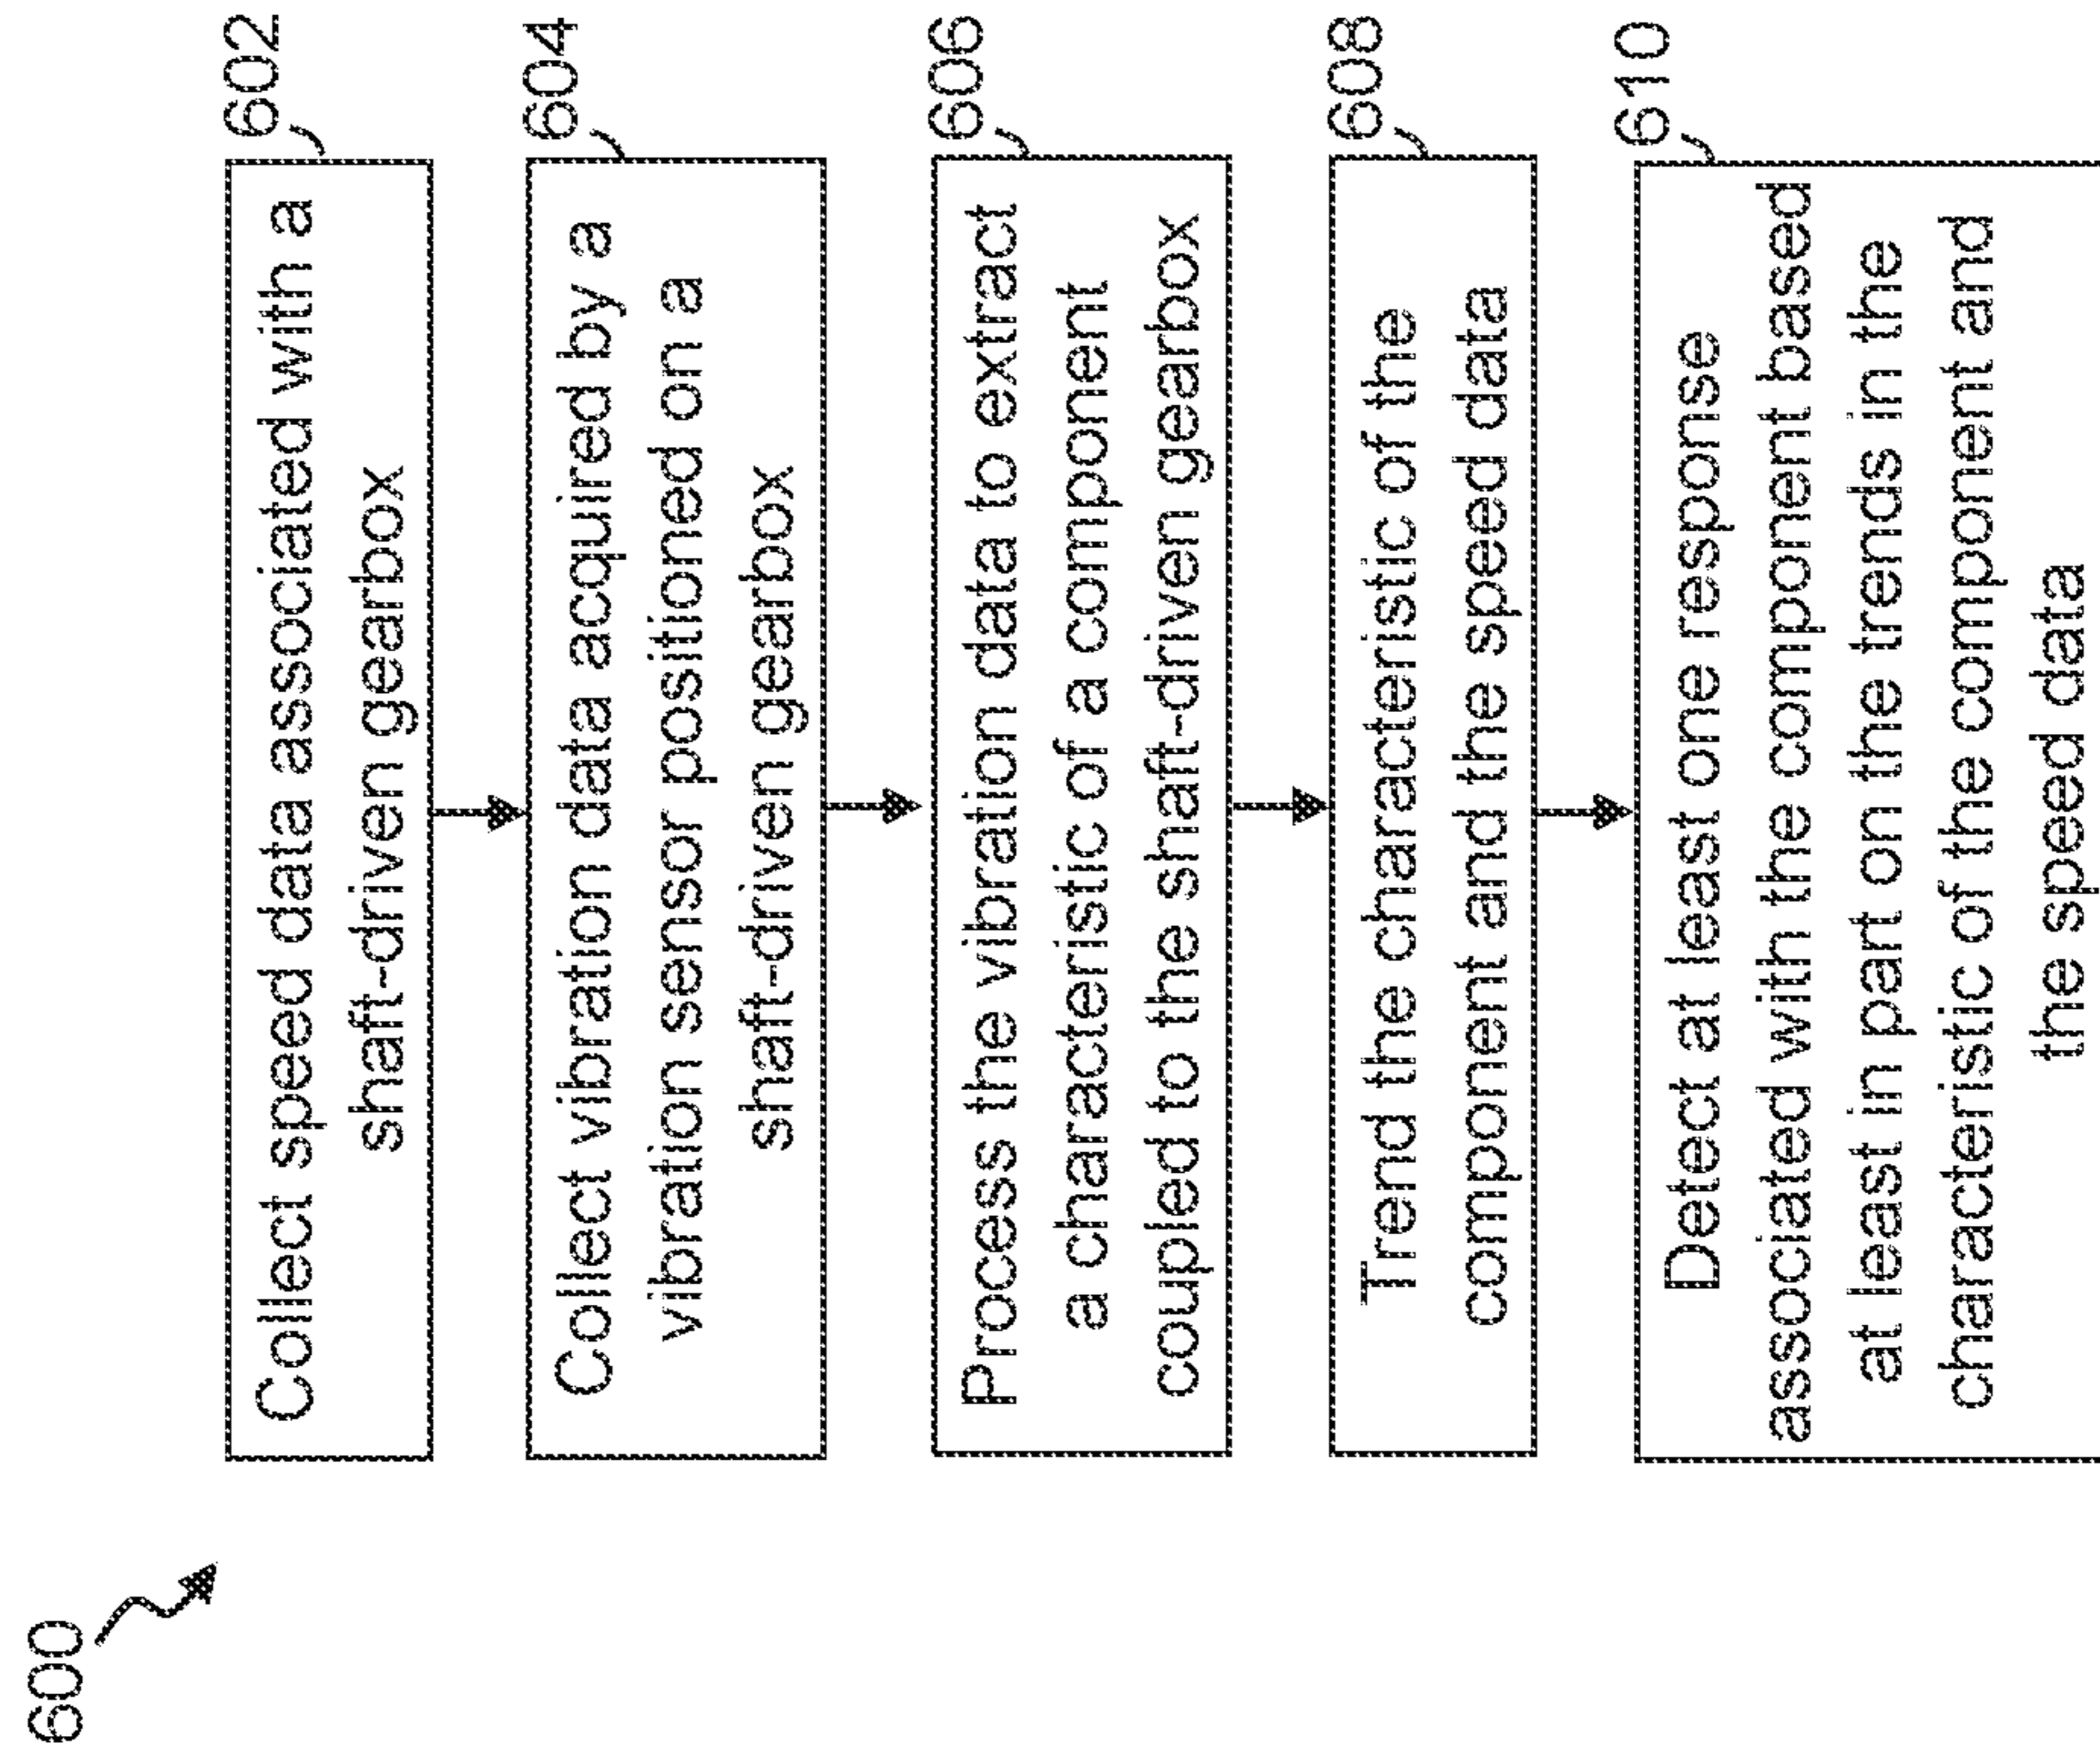 600
602
Collect speed data associated with a
shaft-driven gearbox
604
Collect vibration data acquired by a
vibration sensor positioned on a
shaft-driven gearbox
606
Process the vibration data to extract
a characteristic of a component
coupled to the shaft-driven gearbox
608
Trend the characteristic of the
component and the speed data
610
Detect at least one response
associated with the component based
at least in part on the trends in the
characteristic of the component and
the speed data